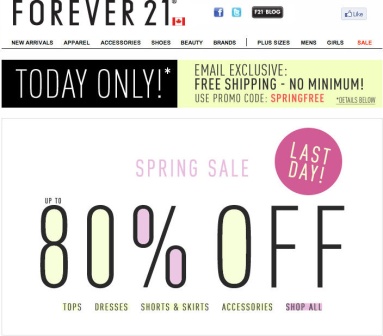 FOREVER 21®
F21 BLOG
Like
NEW ARRIVALS APPAREL ACCESSORIES SHOES BEAUTY BRANDS | PLUS SIZES MENS GIRLS SALE
TODAY ONLY!*
EMAIL EXCLUSIVE:
FREE SHIPPING - NO MINIMUM!
USE PROMO CODE: SPRINGFREE *DETAILS BELOW
LAST
DAY!
SPRING SALE
UP TO
80% OFF
TOPS DRESSES SHORTS & SKIRTS ACCESSORIES SHOP ALL